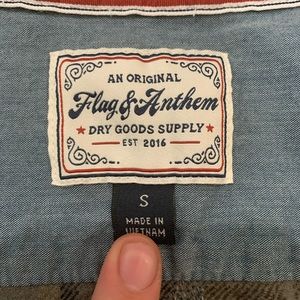 AN ORIGINAL
Flag & Anthem
DRY GOODS SUPPLY
EST 2016
S
MADE IN
VIETNAM